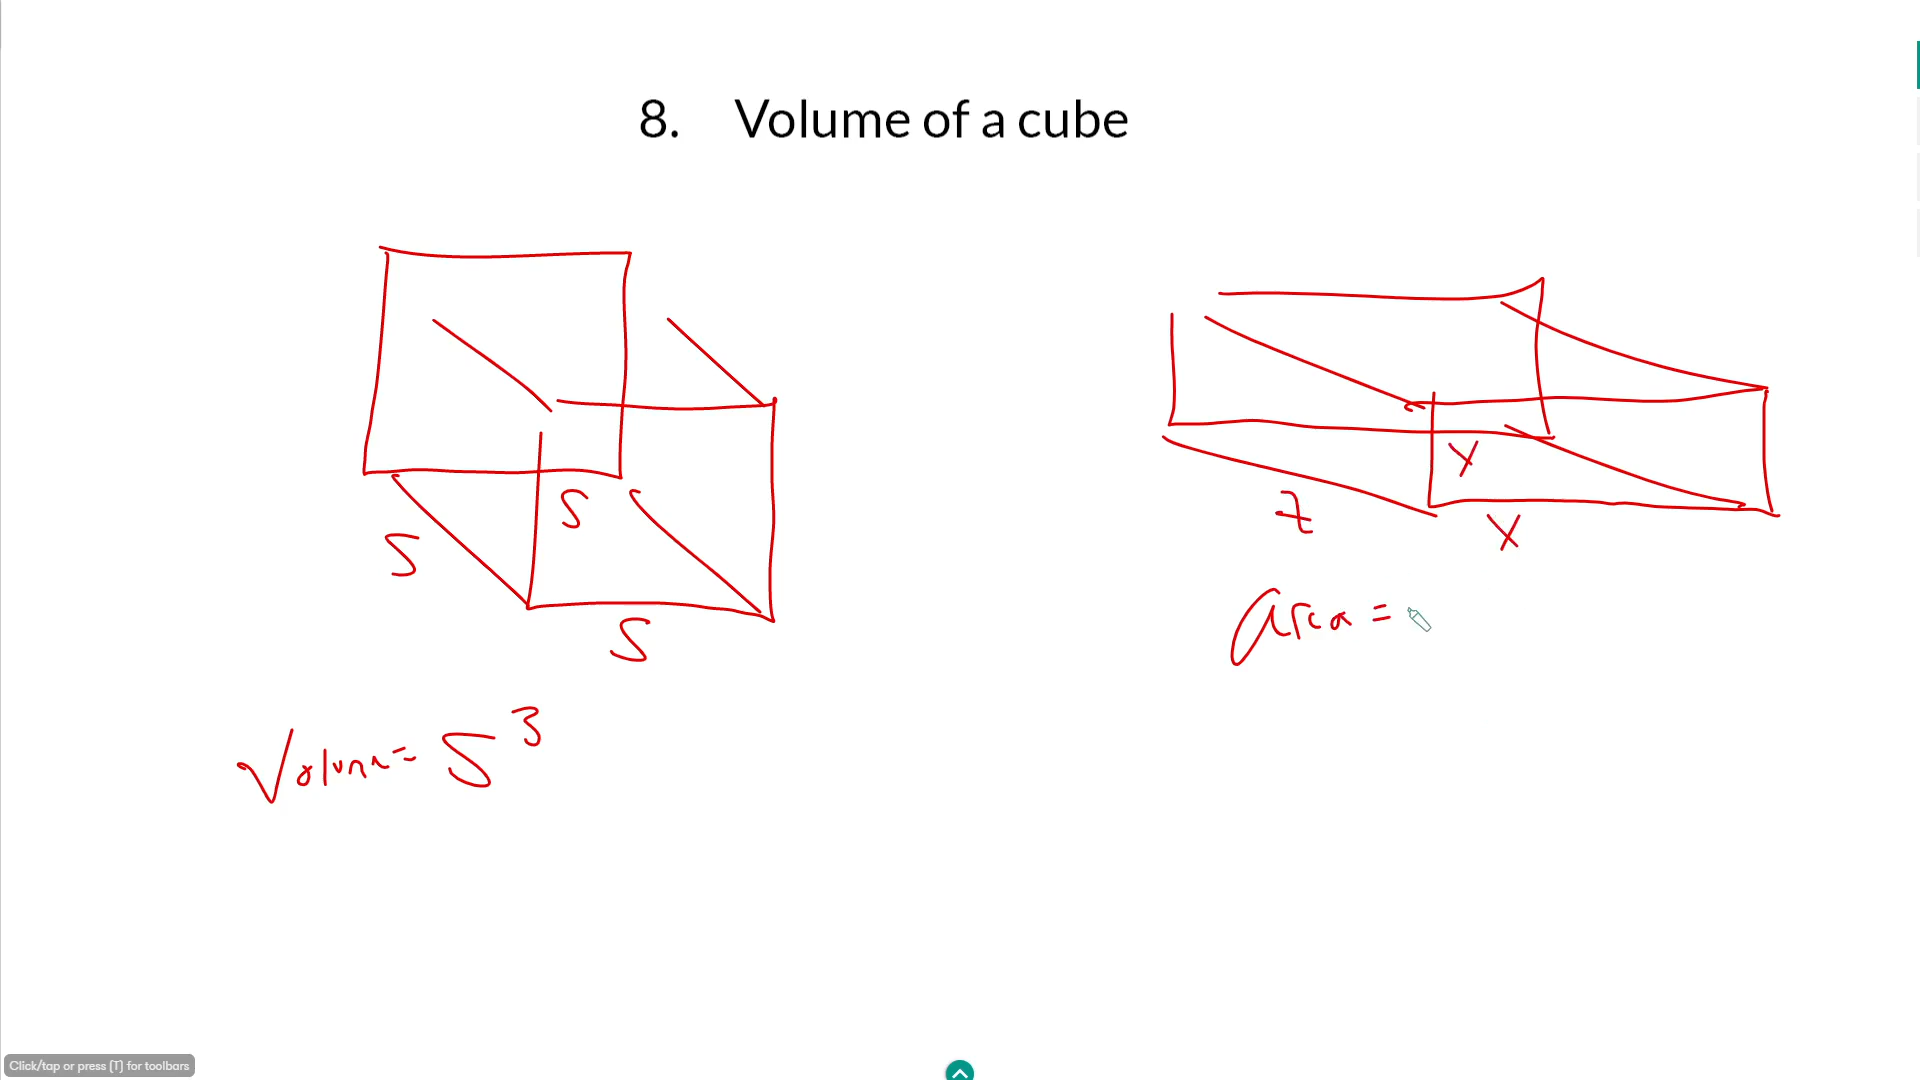 8. Volume of a cube
S
S
S
Volume = S³
Y
Z
X
Area =
Click/tap or press (T) for toolbars